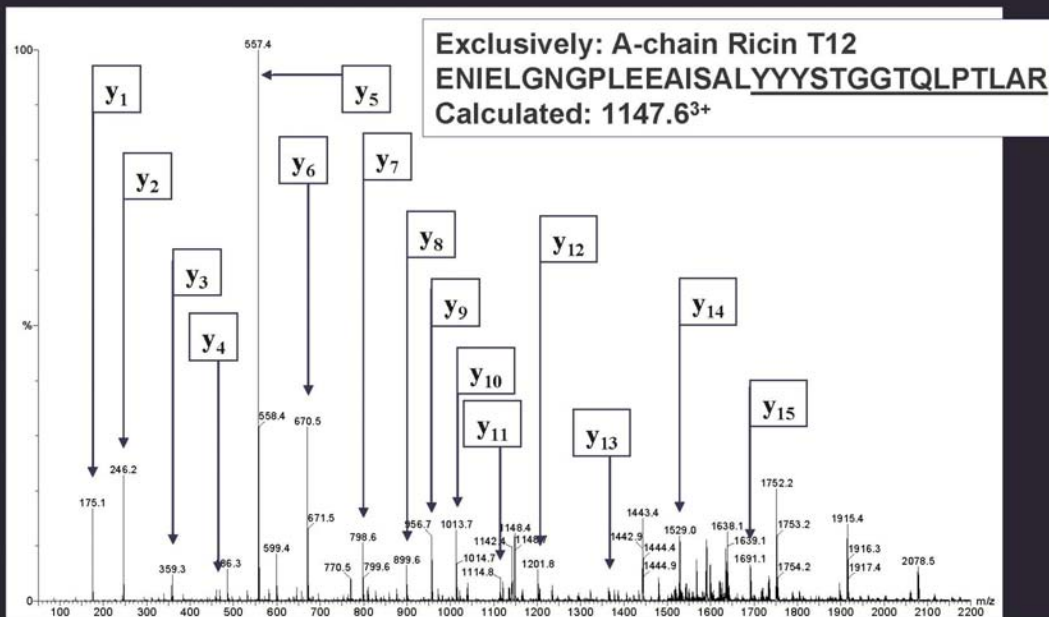 Exclusively: A-chain Ricin T12
ENIELGNGPLEEAISALYYYSTGGTQLPTLAR
Calculated: 1147.6³⁺
100
%
0
y₁
y₂
y₃
y₄
y₅
y₆
y₇
y₈
y₉
y₁₀
y₁₁
y₁₂
y₁₃
y₁₄
y₁₅
557.4
558.4
670.5
671.5
246.2
175.1
359.3
599.4
770.5
798.6
799.6
899.6
956.7
1013.7
1014.7
1114.8
1148.4
1201.8
1443.4
1442.9
1444.4
1444.9
1529.0
1638.1
1639.1
1691.1
1752.2
1753.2
1754.2
1915.4
1916.3
1917.4
2078.5
100 200 300 400 500 600 700 800 900 1000 1100 1200 1300 1400 1500 1600 1700 1800 1900 2000 2100 2200 m/z